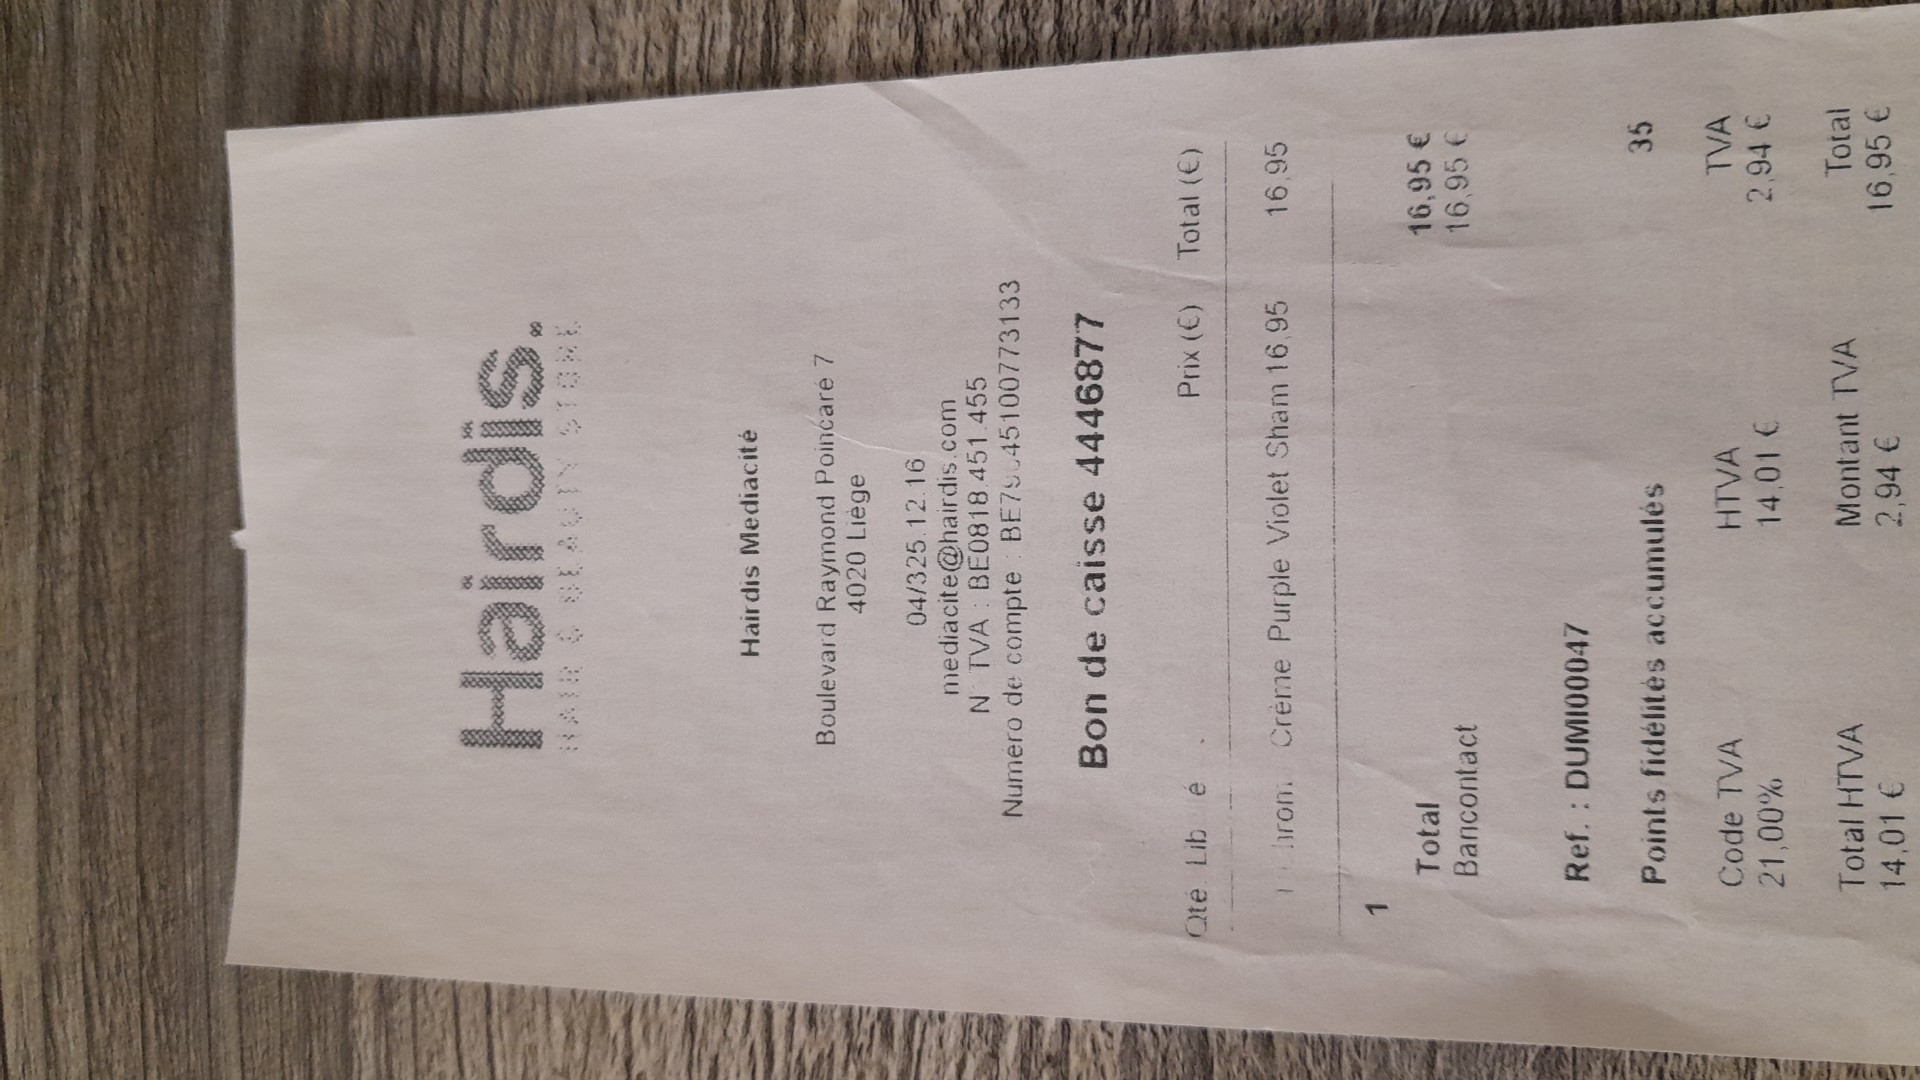 Hairdis.
HAIR & BEAUTY STORE
Hairdis Mediacité
Boulevard Raymond Poincaré 7
4020 Liège
04/325.12.16
mediacite@hairdis.com
N° TVA : BE0818.451.455
Numéro de compte :
Bon de caisse 4446877
Qté. Prix (€) Total (€)
1 Crème Purple Violet Sham 16,95 16,95
1
Total 16,95 €
Bancontact 16,95 €
Ref. : DUMI00047
Points fidélités accumulés 35
Code TVA HTVA TVA
21,00% 14,01 € 2,94 €
Total HTVA Montant TVA Total
14,01 € 2,94 € 16,95 €